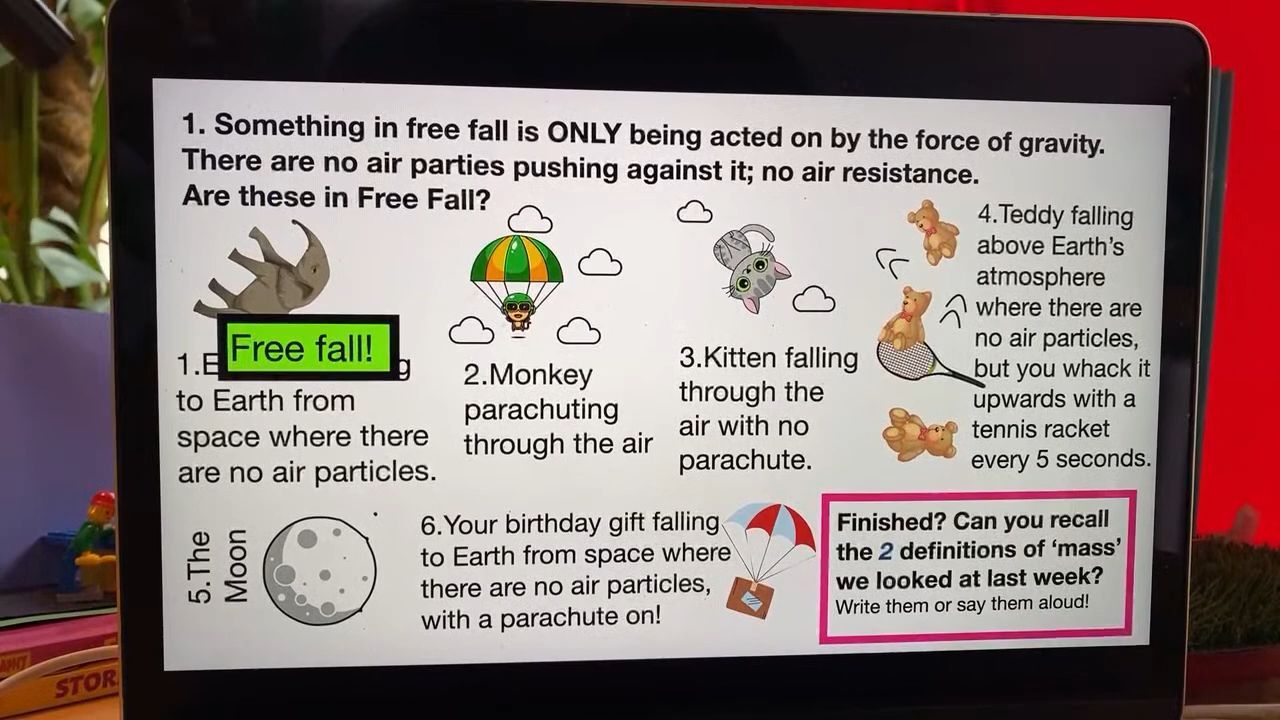 1. Something in free fall is ONLY being acted on by the force of gravity.
There are no air parties pushing against it; no air resistance.
Are these in Free Fall?
Free fall!
1.E g
to Earth from
space where there
are no air particles.
2.Monkey
parachuting
through the air
3.Kitten falling
through the
air with no
parachute.
4.Teddy falling
above Earth's
atmosphere
where there are
no air particles,
but you whack it
upwards with a
tennis racket
every 5 seconds.
5.The
Moon
6.Your birthday gift falling
to Earth from space where
there are no air particles,
with a parachute on!
Finished? Can you recall
the 2 definitions of 'mass'
we looked at last week?
Write them or say them aloud!
STOR